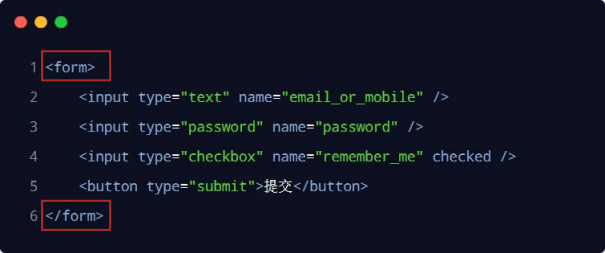 1 <form>
2 <input type="text" name="email_or_mobile" />
3 <input type="password" name="password" />
4 <input type="checkbox" name="remember_me" checked />
5 <button type="submit">提交</button>
6 </form>